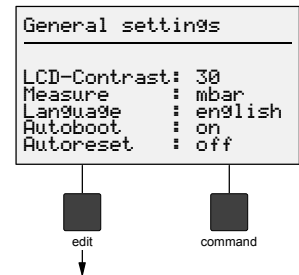 General settings
LCD-Contrast: 30
Measure : mbar
Language : english
Autoboot : on
Autoreset : off
edit command